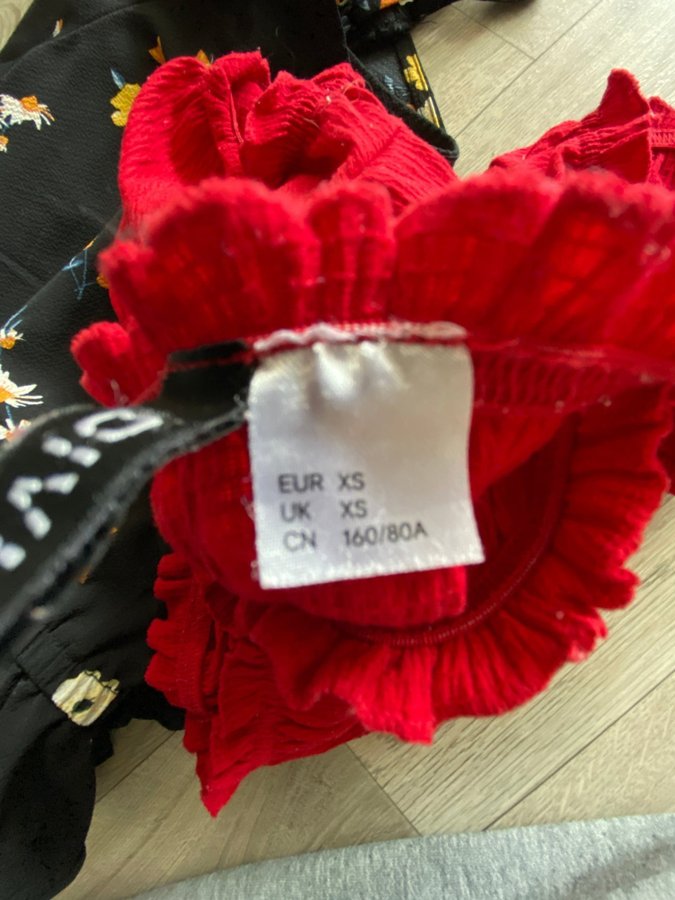 EUR XS
UK XS
CN 160/80A